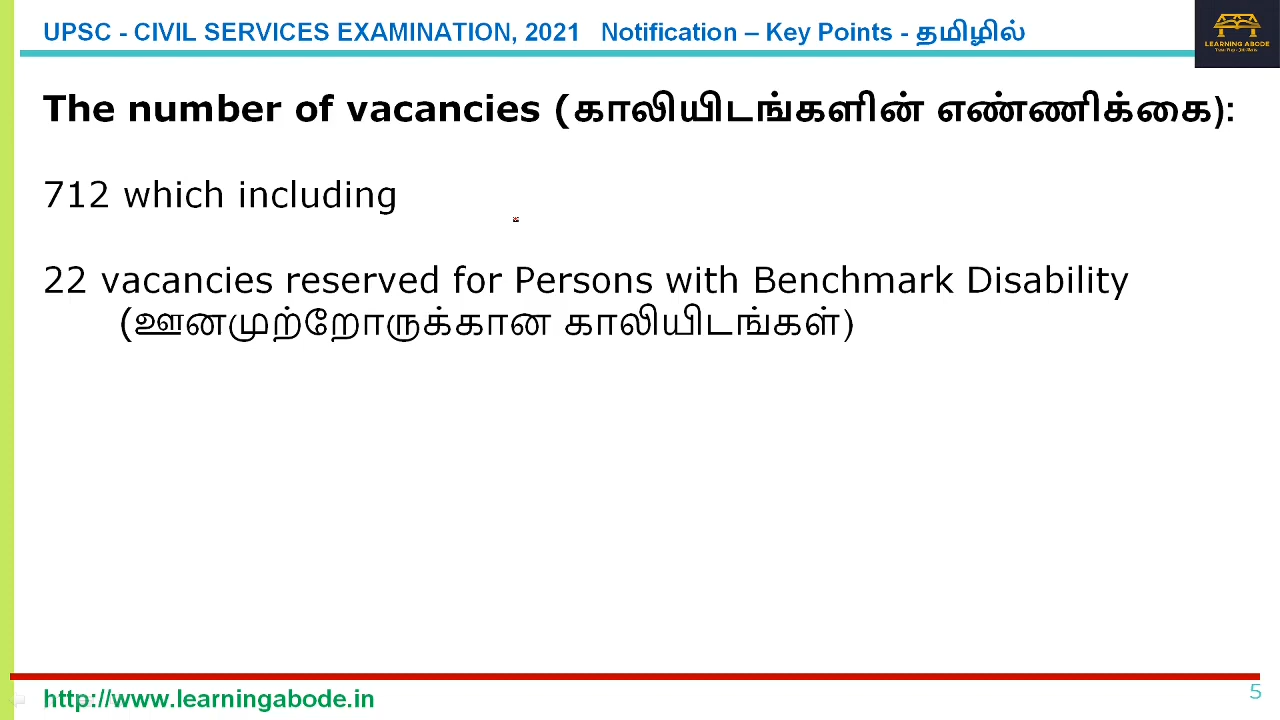 UPSC - CIVIL SERVICES EXAMINATION, 2021 Notification – Key Points - தமிழில்
LEARNING ABODE
The number of vacancies (காலியிடங்களின் எண்ணிக்கை):
712 which including
22 vacancies reserved for Persons with Benchmark Disability
(ஊனமுற்றோருக்கான காலியிடங்கள்)
http://www.learningabode.in
5